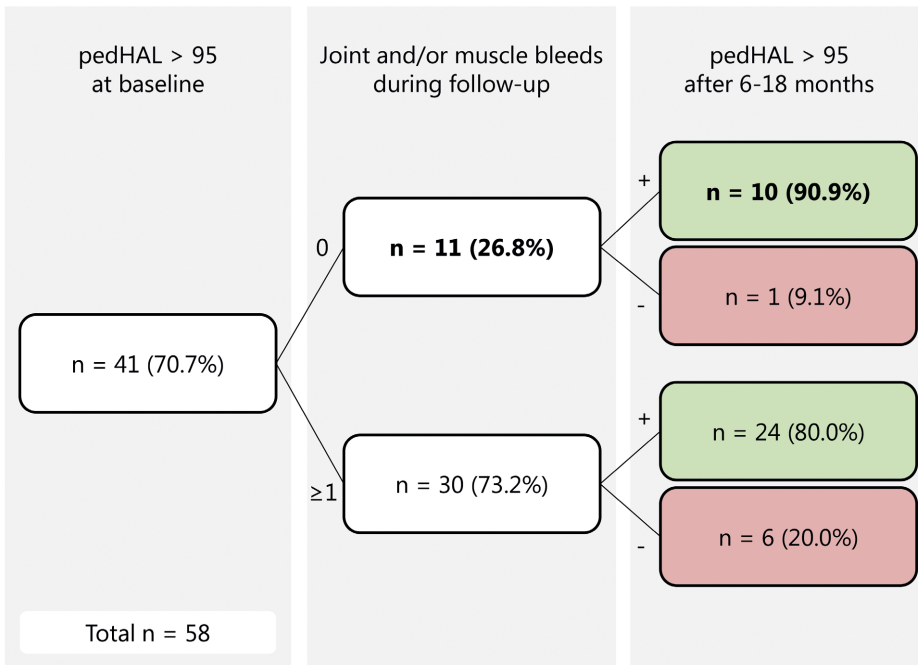 pedHAL > 95
at baseline
Joint and/or muscle bleeds
during follow-up
pedHAL > 95
after 6-18 months
n = 41 (70.7%)
0
n = 11 (26.8%)
≥1
n = 30 (73.2%)
+
n = 10 (90.9%)
-
n = 1 (9.1%)
+
n = 24 (80.0%)
-
n = 6 (20.0%)
Total n = 58